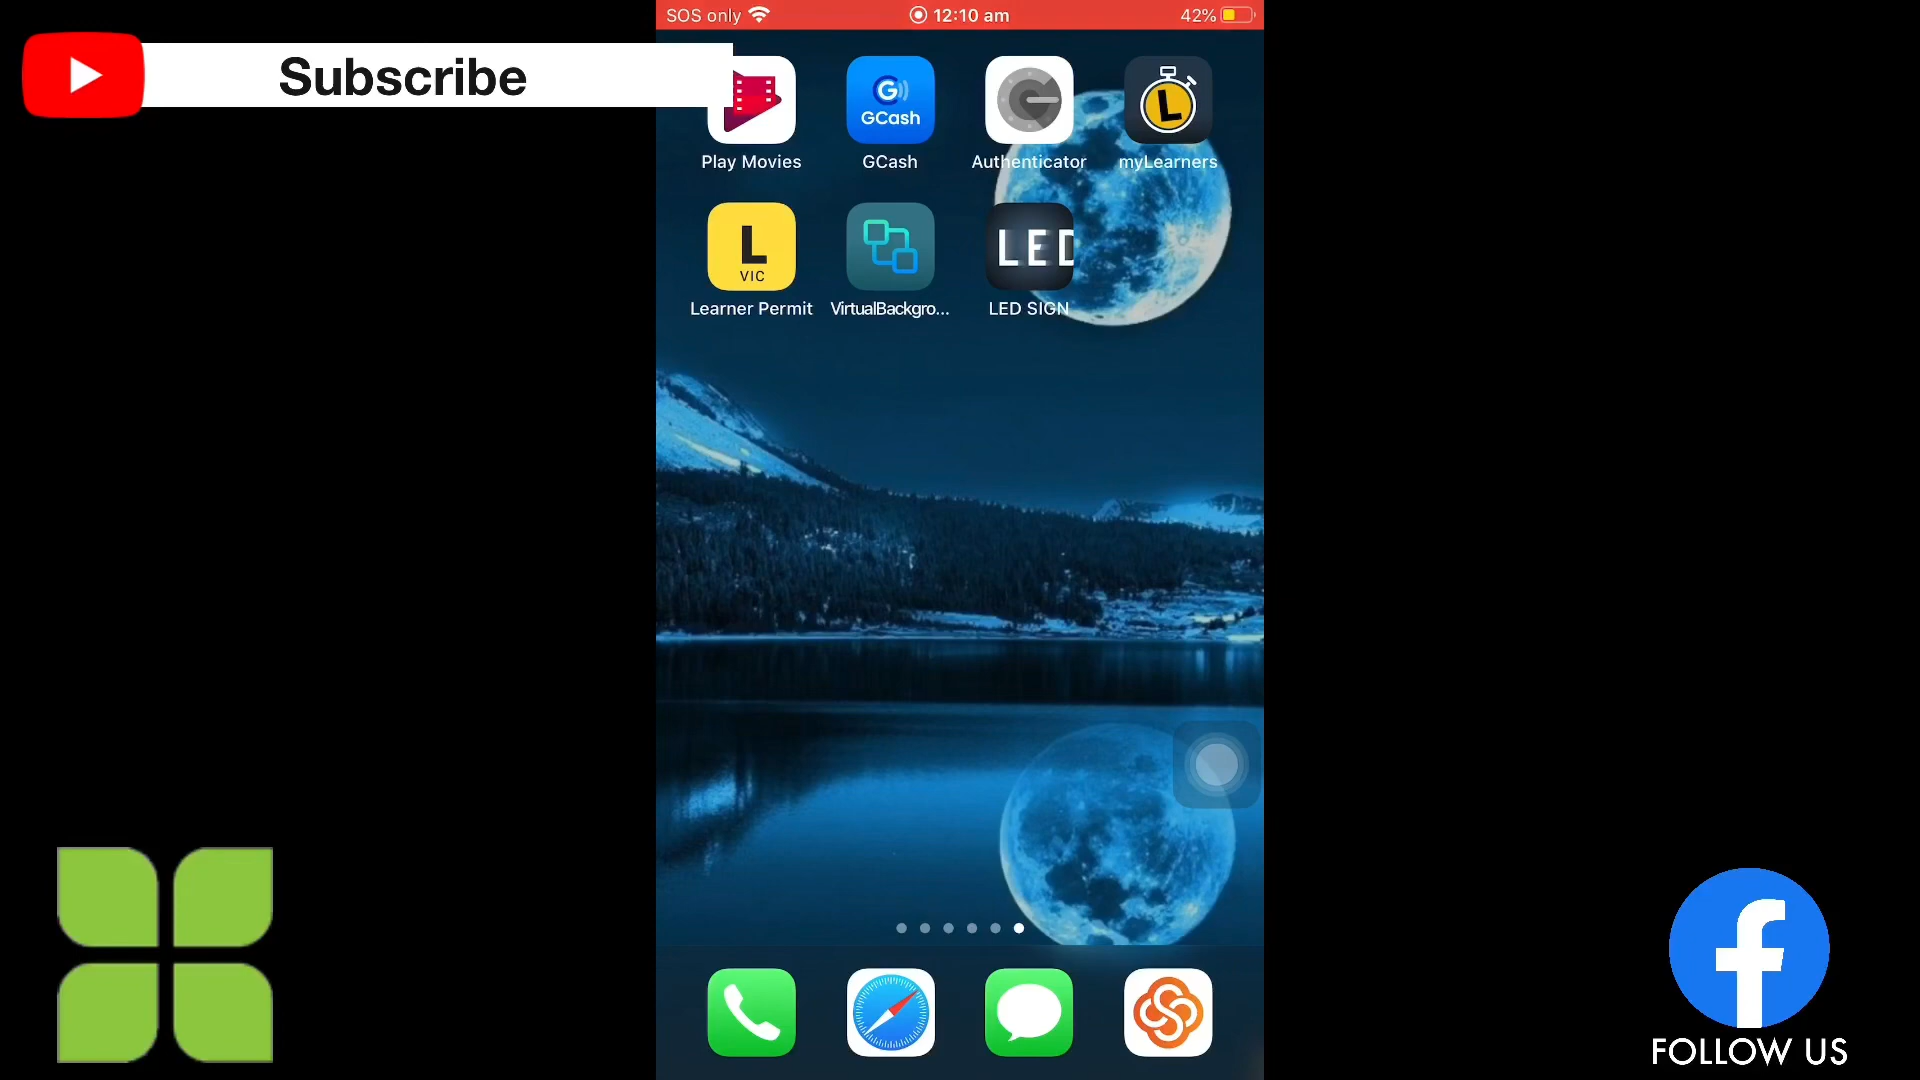 SOS only 12:10 am 42%
Subscribe
GCash
L
Play Movies GCash Authenticator myLearners
L
VIC
LED
Learner Permit VirtualBackgro... LED SIGN
FOLLOW US